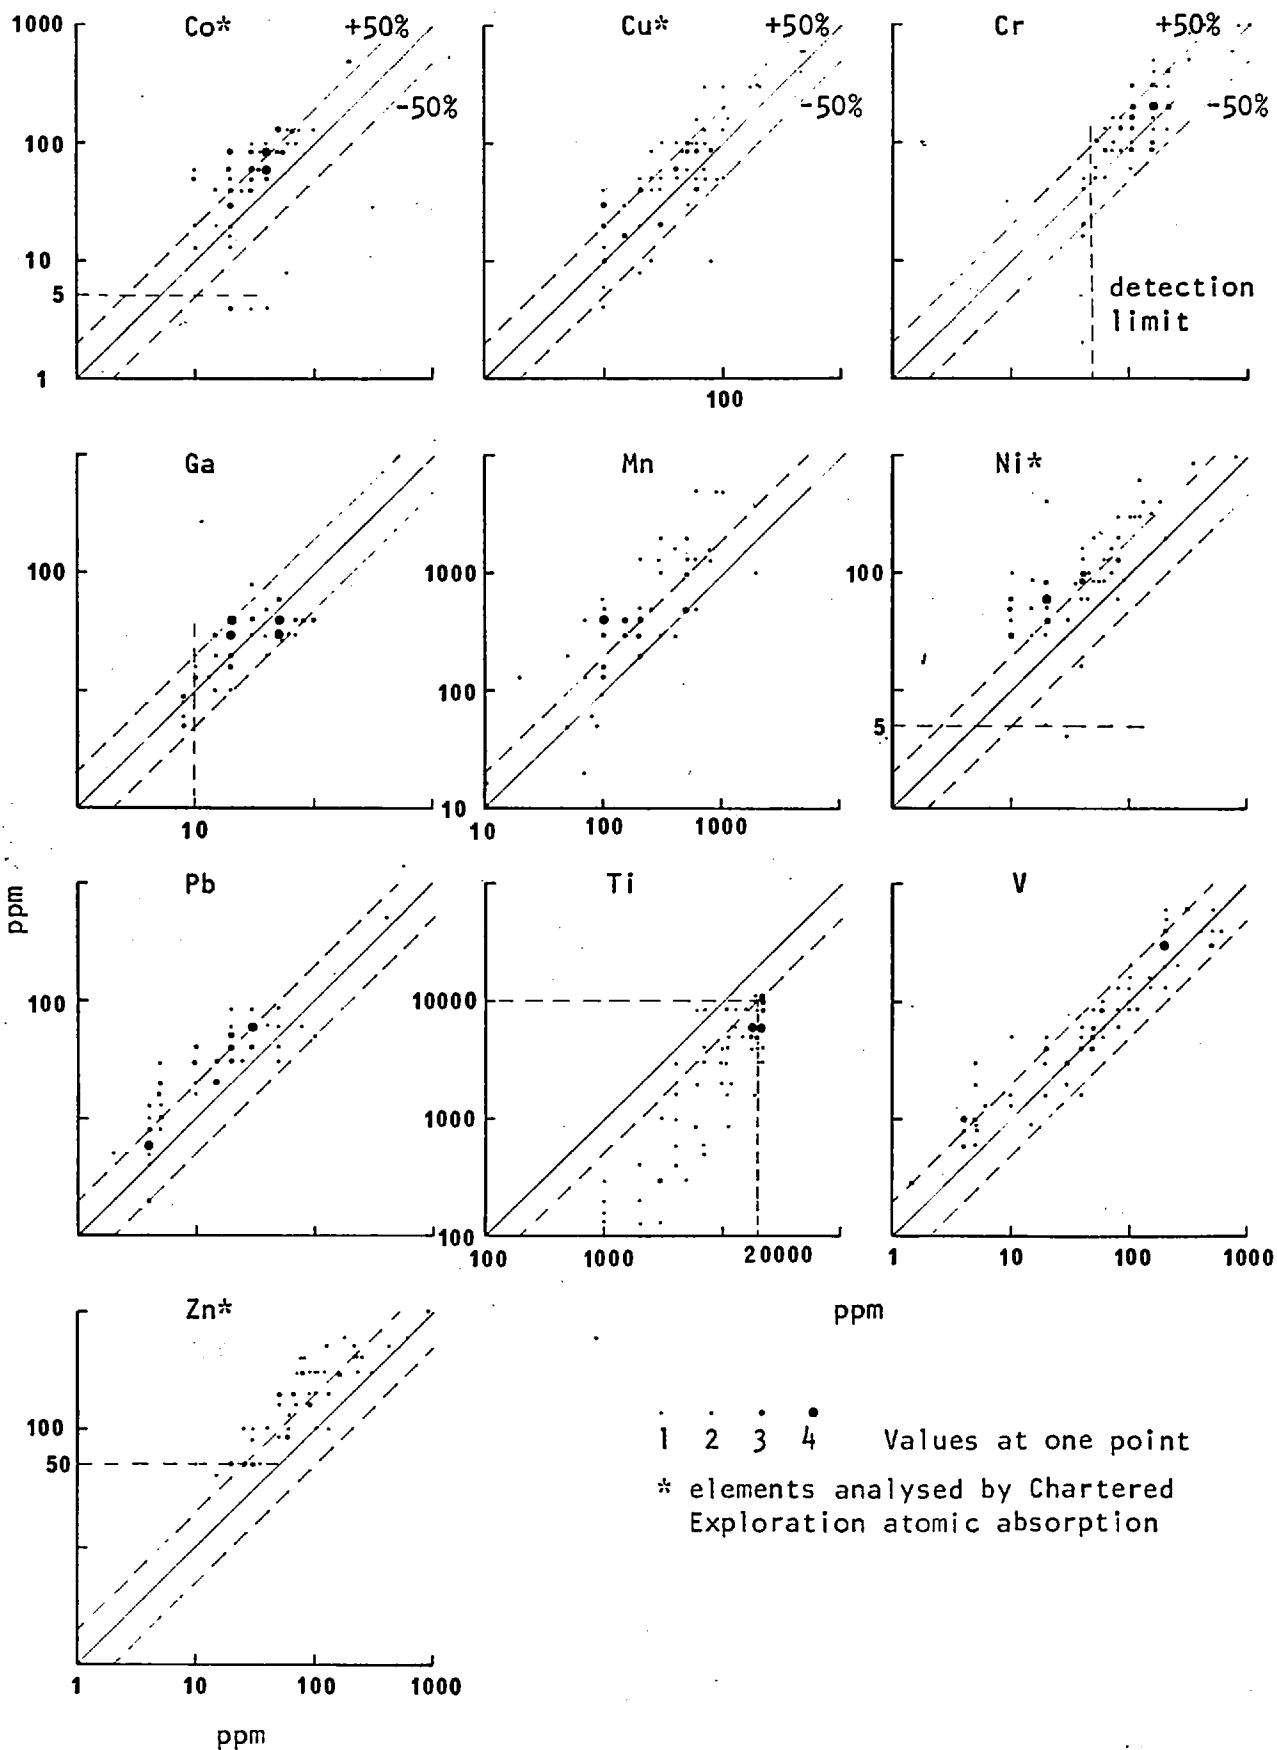 1000 Co* +50% Cu* +50% Cr +50%
-50% -50% -50%
100
10
5
detection
limit
1
100
Ga Mn Ni*
100 1000 100
100
5
10
10 10 100 1000
Pb Ti V
ppm
100 10000
1000
100
100 1000 20000 1 10 100 1000
Zn* ppm
100
50
1 2 3 4 Values at one point
* elements analysed by Chartered
Exploration atomic absorption
1 10 100 1000
ppm